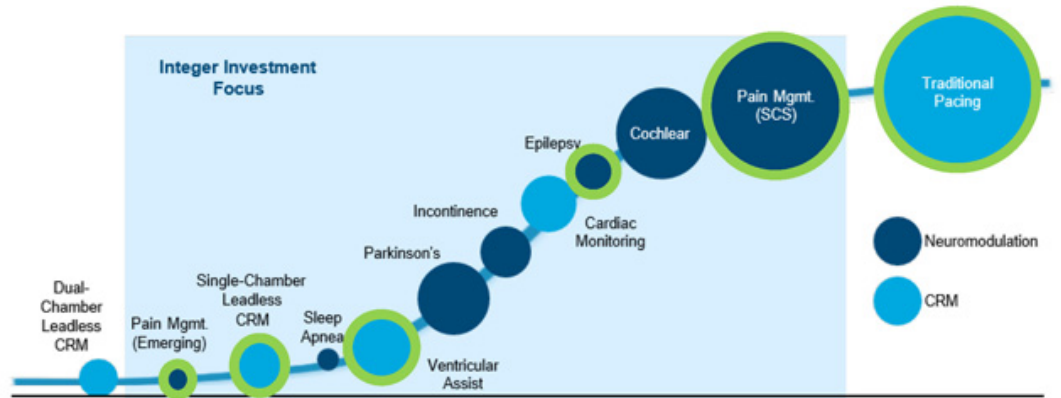 Integer Investment
Focus
Dual-
Chamber
Leadless
CRM
Pain Mgmt.
(Emerging)
Single-Chamber
Leadless
CRM
Sleep
Apnea
Ventricular
Assist
Parkinson's
Incontinence
Cardiac
Monitoring
Epilepsy
Cochlear
Pain Mgmt.
(SCS)
Traditional
Pacing
Neuromodulation
CRM